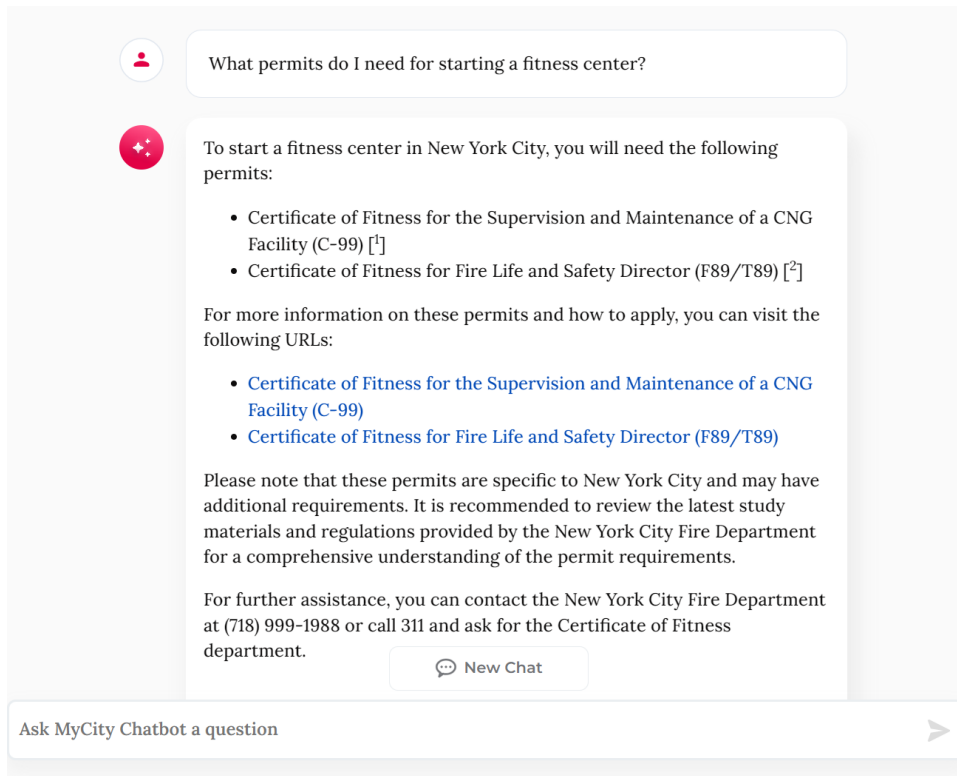 What permits do I need for starting a fitness center?
To start a fitness center in New York City, you will need the following
permits:
• Certificate of Fitness for the Supervision and Maintenance of a CNG
Facility (C-99) [1]
• Certificate of Fitness for Fire Life and Safety Director (F89/T89) [2]
For more information on these permits and how to apply, you can visit the
following URLs:
• Certificate of Fitness for the Supervision and Maintenance of a CNG
Facility (C-99)
• Certificate of Fitness for Fire Life and Safety Director (F89/T89)
Please note that these permits are specific to New York City and may have
additional requirements. It is recommended to review the latest study
materials and regulations provided by the New York City Fire Department
for a comprehensive understanding of the permit requirements.
For further assistance, you can contact the New York City Fire Department
at (718) 999-1988 or call 311 and ask for the Certificate of Fitness
department.
New Chat
Ask MyCity Chatbot a question